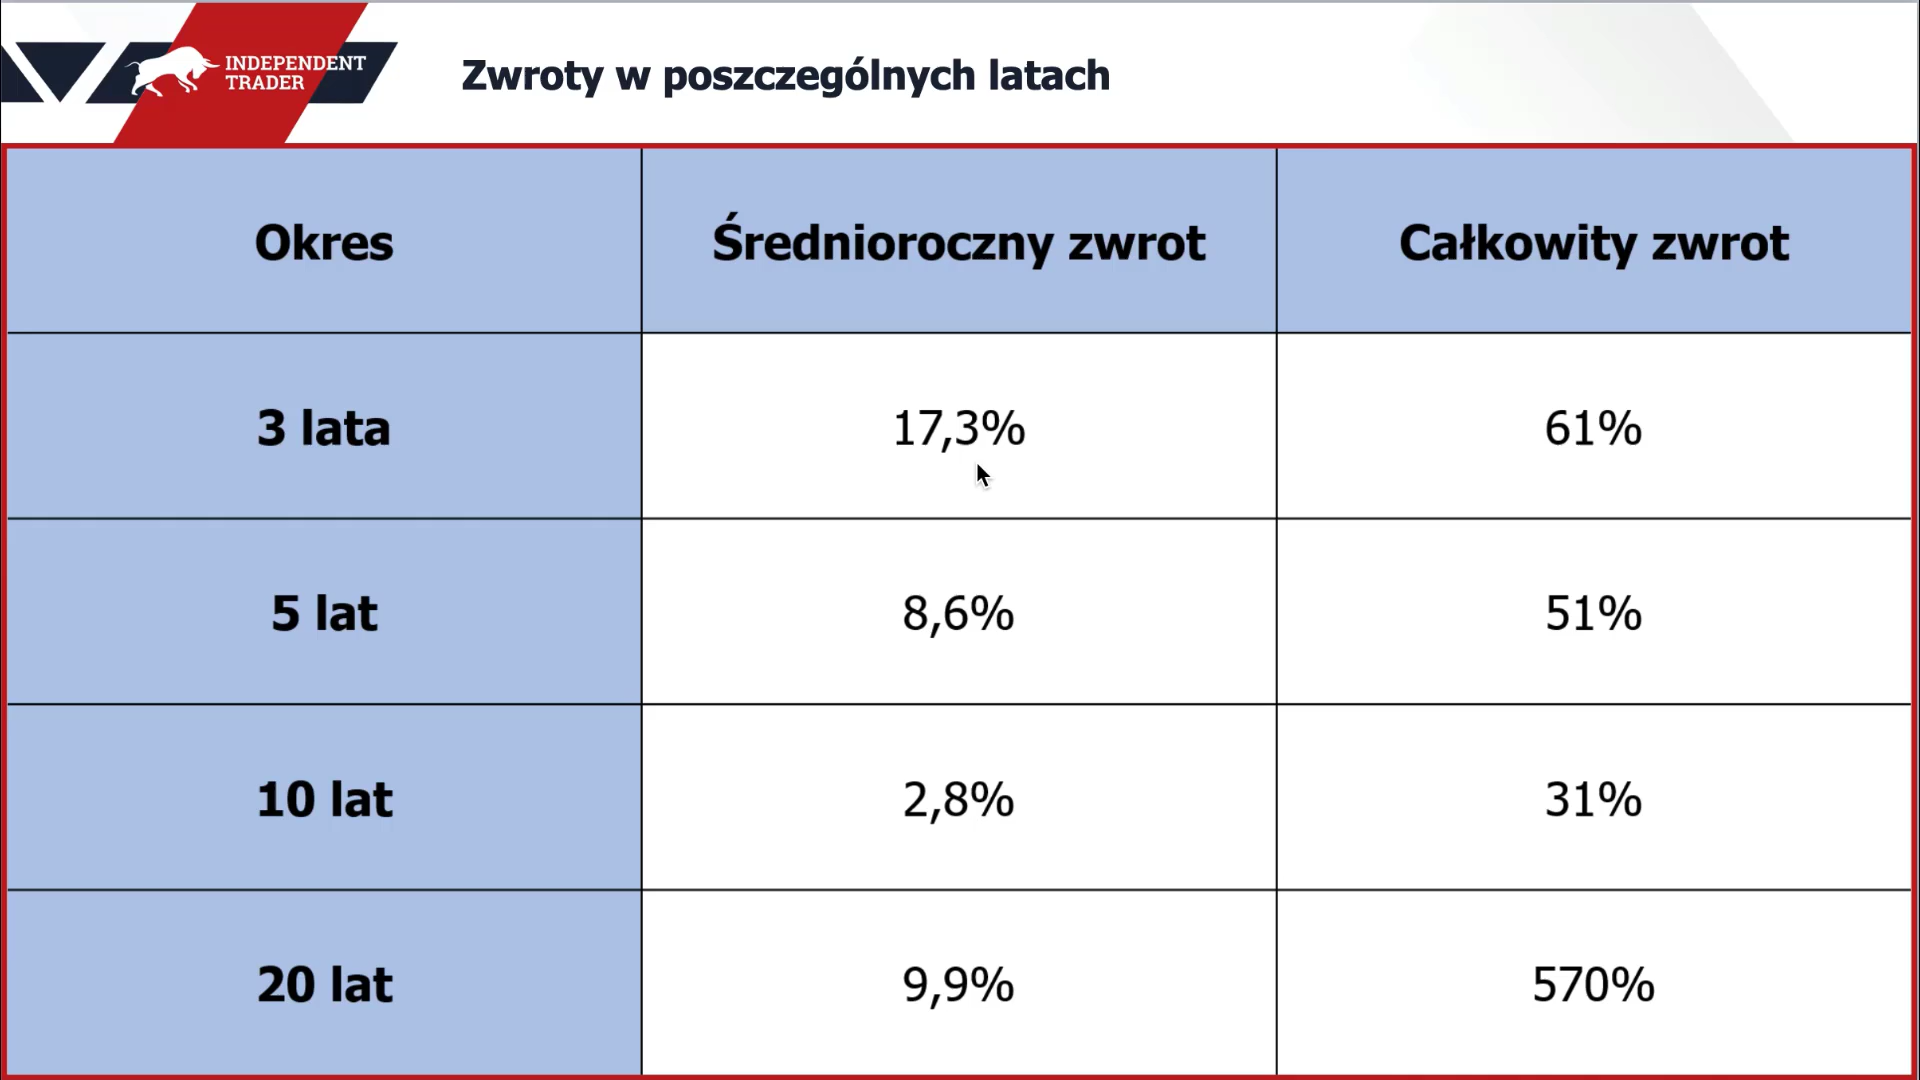 INDEPENDENT
TRADER
Zwroty w poszczególnych latach
Okres
Średnioroczny zwrot
Całkowity zwrot
3 lata
17,3%
61%
5 lat
8,6%
51%
10 lat
2,8%
31%
20 lat
9,9%
570%